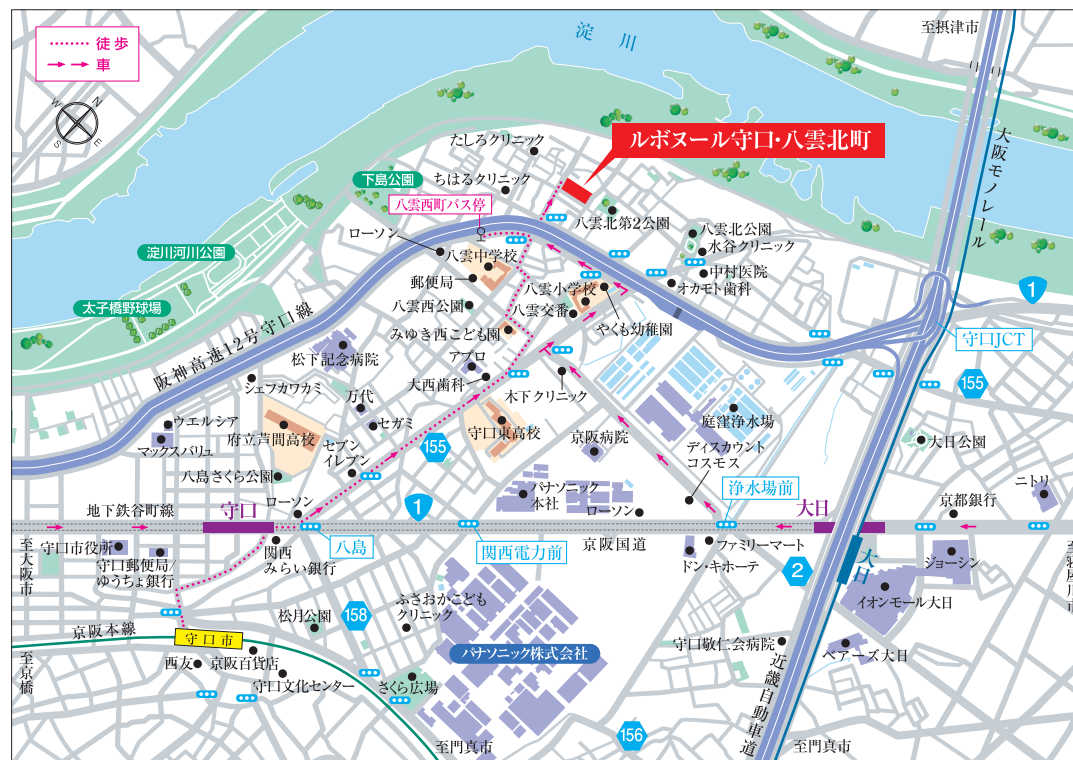 徒歩
車
N
W
E
S
淀川
至摂津市
大阪モノレール
ルボヌール守口・八雲北町
たしろクリニック
ちはるクリニック
下島公園
八雲西町バス停
ローソン
八雲中学校
郵便局
八雲西公園
みゆき西こども園
アプロ
大西歯科
八雲北第2公園
八雲北公園
水谷クリニック
中村医院
オカモト歯科
八雲小学校
八雲交番
やくも幼稚園
木下クリニック
淀川河川公園
太子橋野球場
阪神高速12号守口線
松下記念病院
シェフカワカミ
万代
セガミ
ウエルシア
マックスバリュ
府立芦間高校
八島さくら公園
セブン
イレブン
ローソン
155
守口東高校
京阪病院
庭窪浄水場
ディスカウント
コスモス
パナソニック
本社
ローソン
浄水場前
1
守口JCT
155
大日公園
ニトリ
京都銀行
地下鉄谷町線
守口
1
大日
八島
関西電力前
京阪国道
ファミリーマート
ドン・キホーテ
2
大日
ジョーシン
イオンモール大日
至寝屋川市
至大阪市
守口市役所
守口郵便局/
ゆうちょ銀行
関西
みらい銀行
松月公園
158
ふさおかこども
クリニック
京阪本線
守口市
至京橋
西友
京阪百貨店
守口文化センター
さくら広場
パナソニック株式会社
守口敬仁会病院
ベアーズ大日
近畿自動車道
156
至門真市
至門真市